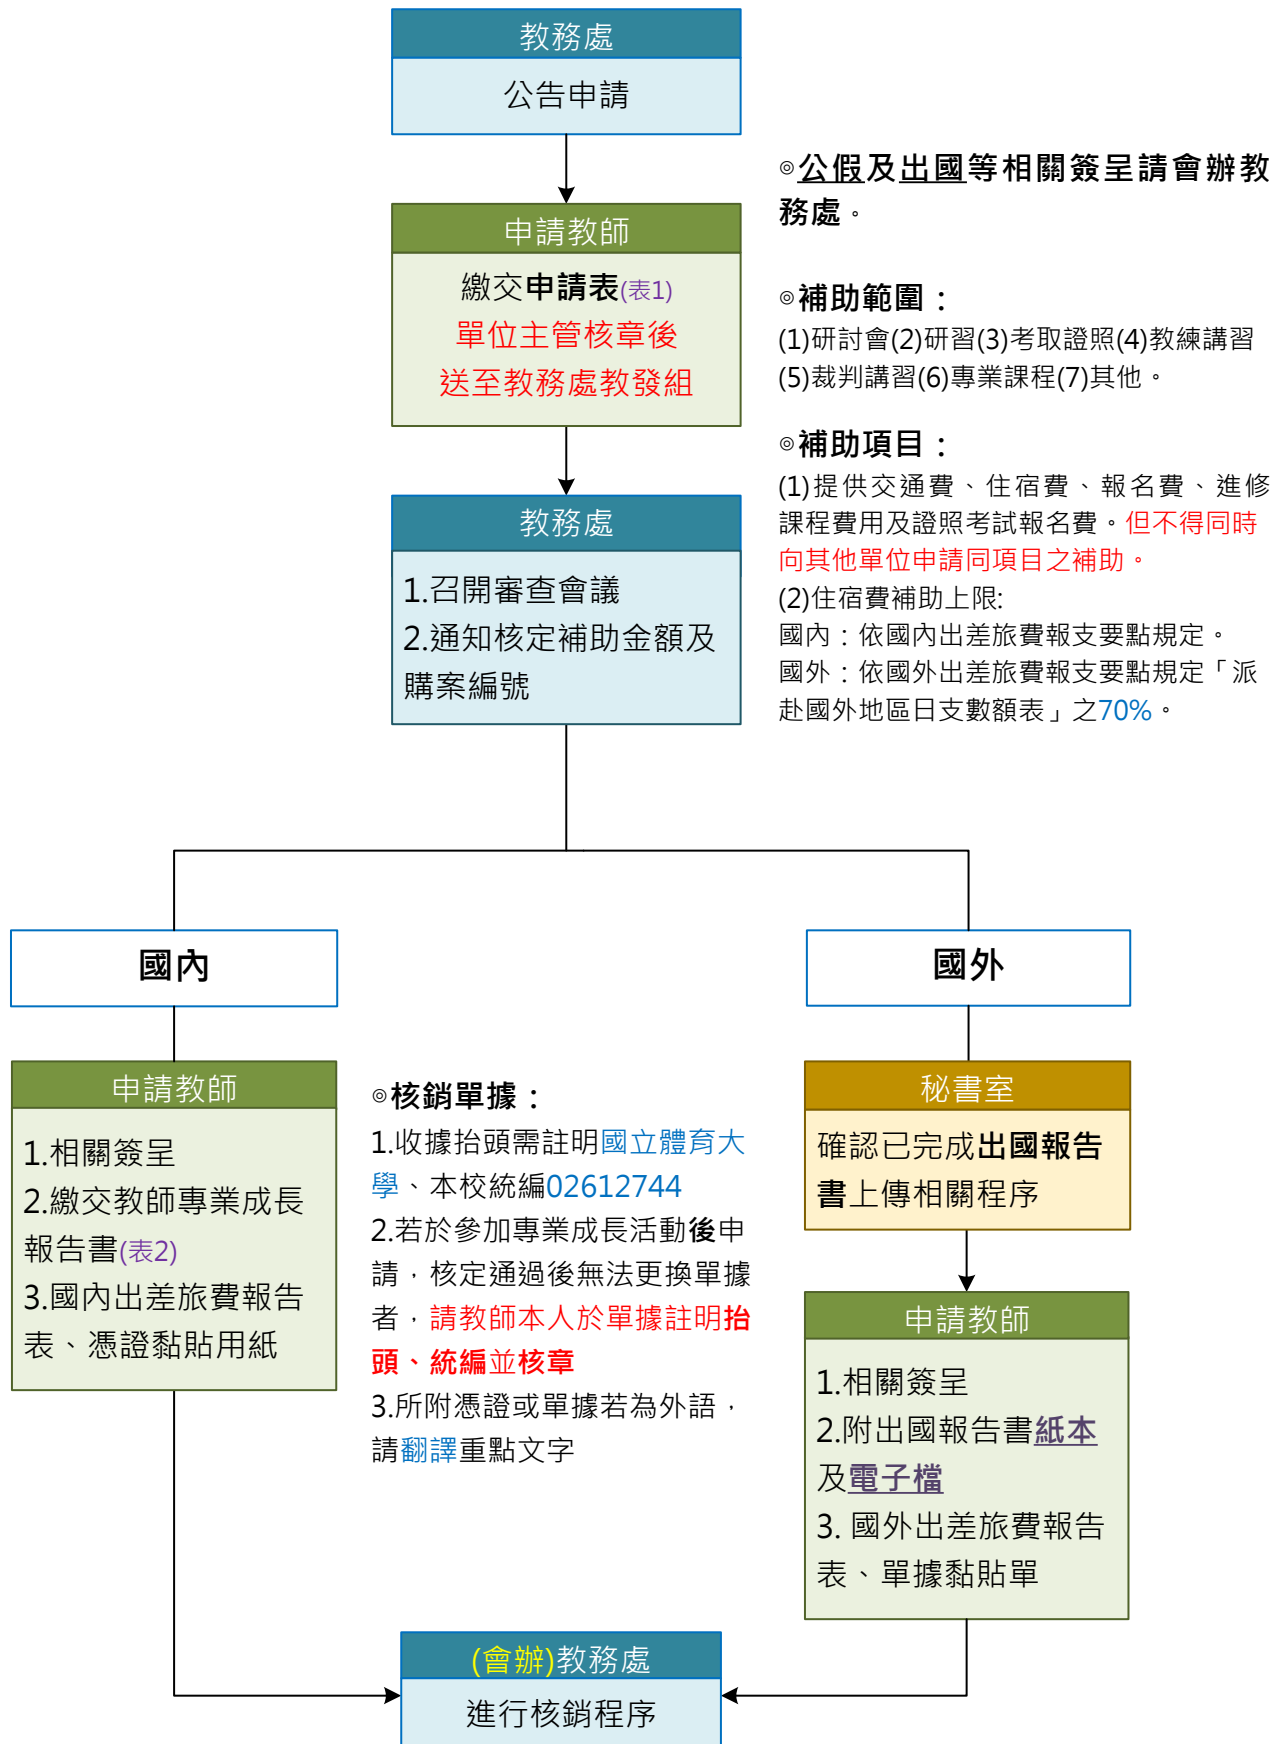 教務處
公告申請
◎公假及出國等相關簽呈請會辦教
務處。
申請教師
繳交申請表(表1)
單位主管核章後
送至教務處教發組
◎補助範圍：
(1)研討會(2)研習(3)考取證照(4)教練講習
(5)裁判講習(6)專業課程(7)其他。
◎補助項目：
(1)提供交通費、住宿費、報名費、進修
課程費用及證照考試報名費。但不得同時
向其他單位申請同項目之補助。
(2)住宿費補助上限:
國內：依國內出差旅費報支要點規定。
國外：依國外出差旅費報支要點規定「派
赴國外地區日支數額表」之70%。
教務處
1.召開審查會議
2.通知核定補助金額及
購案編號
國內
國外
申請教師
1.相關簽呈
2.繳交教師專業成長
報告書(表2)
3.國內出差旅費報告
表、憑證黏貼用紙
◎核銷單據：
1.收據抬頭需註明國立體育大
學、本校統編02612744
2.若於參加專業成長活動後申
請，核定通過後無法更換單據
者，請教師本人於單據註明抬
頭、統編並核章
3.所附憑證或單據若為外語，
請翻譯重點文字
秘書室
確認已完成出國報告
書上傳相關程序
申請教師
1.相關簽呈
2.附出國報告書紙本
及電子檔
3. 國外出差旅費報告
表、單據黏貼單
(會辦)教務處
進行核銷程序